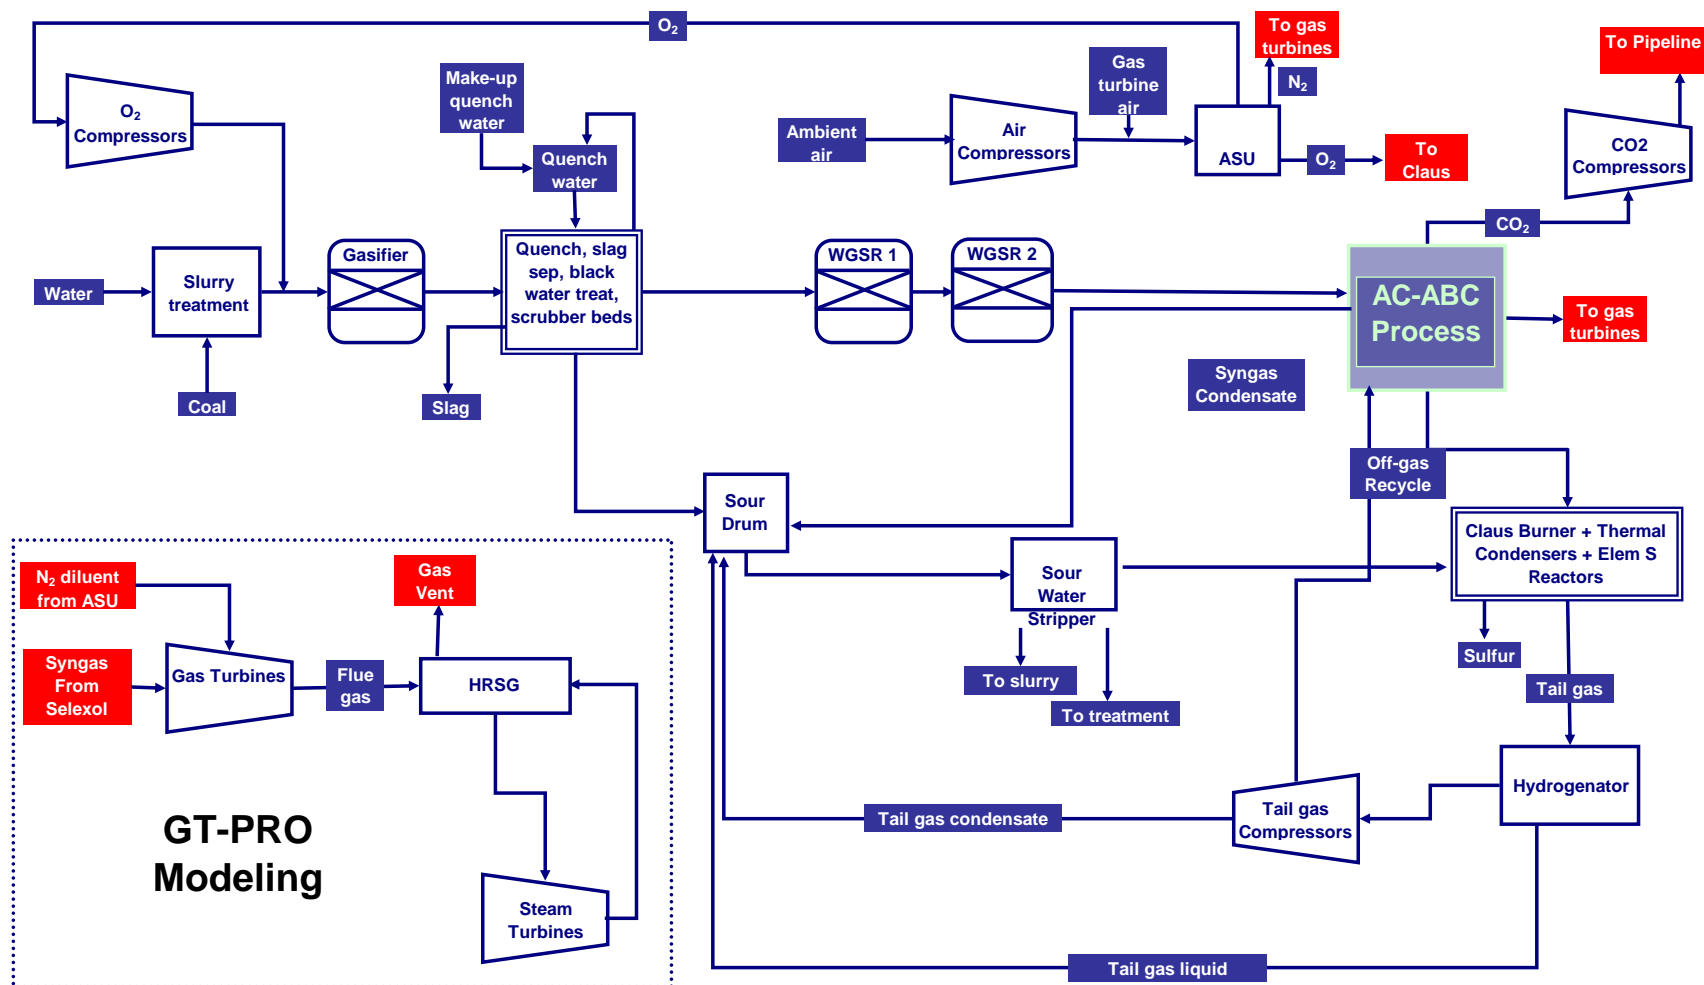 O₂
To gas
turbines
To Pipeline
Make-up
quench
water
Gas
turbine
air
N₂
O₂
Compressors
Quench
water
Ambient
air
Air
Compressors
ASU
O₂
To
Claus
CO2
Compressors
CO₂
Water
Slurry
treatment
Gasifier
Quench, slag
sep, black
water treat,
scrubber beds
WGSR 1
WGSR 2
AC-ABC
Process
To gas
turbines
Coal
Slag
Syngas
Condensate
Off-gas
Recycle
Sour
Drum
Claus Burner + Thermal
Condensers + Elem S
Reactors
Sour
Water
Stripper
N₂ diluent
from ASU
Gas
Vent
Syngas
From
Selexol
Gas Turbines
Flue
gas
HRSG
To slurry
To treatment
Sulfur
Tail gas
Hydrogenator
Tail gas condensate
Tail gas
Compressors
GT-PRO
Modeling
Steam
Turbines
Tail gas liquid